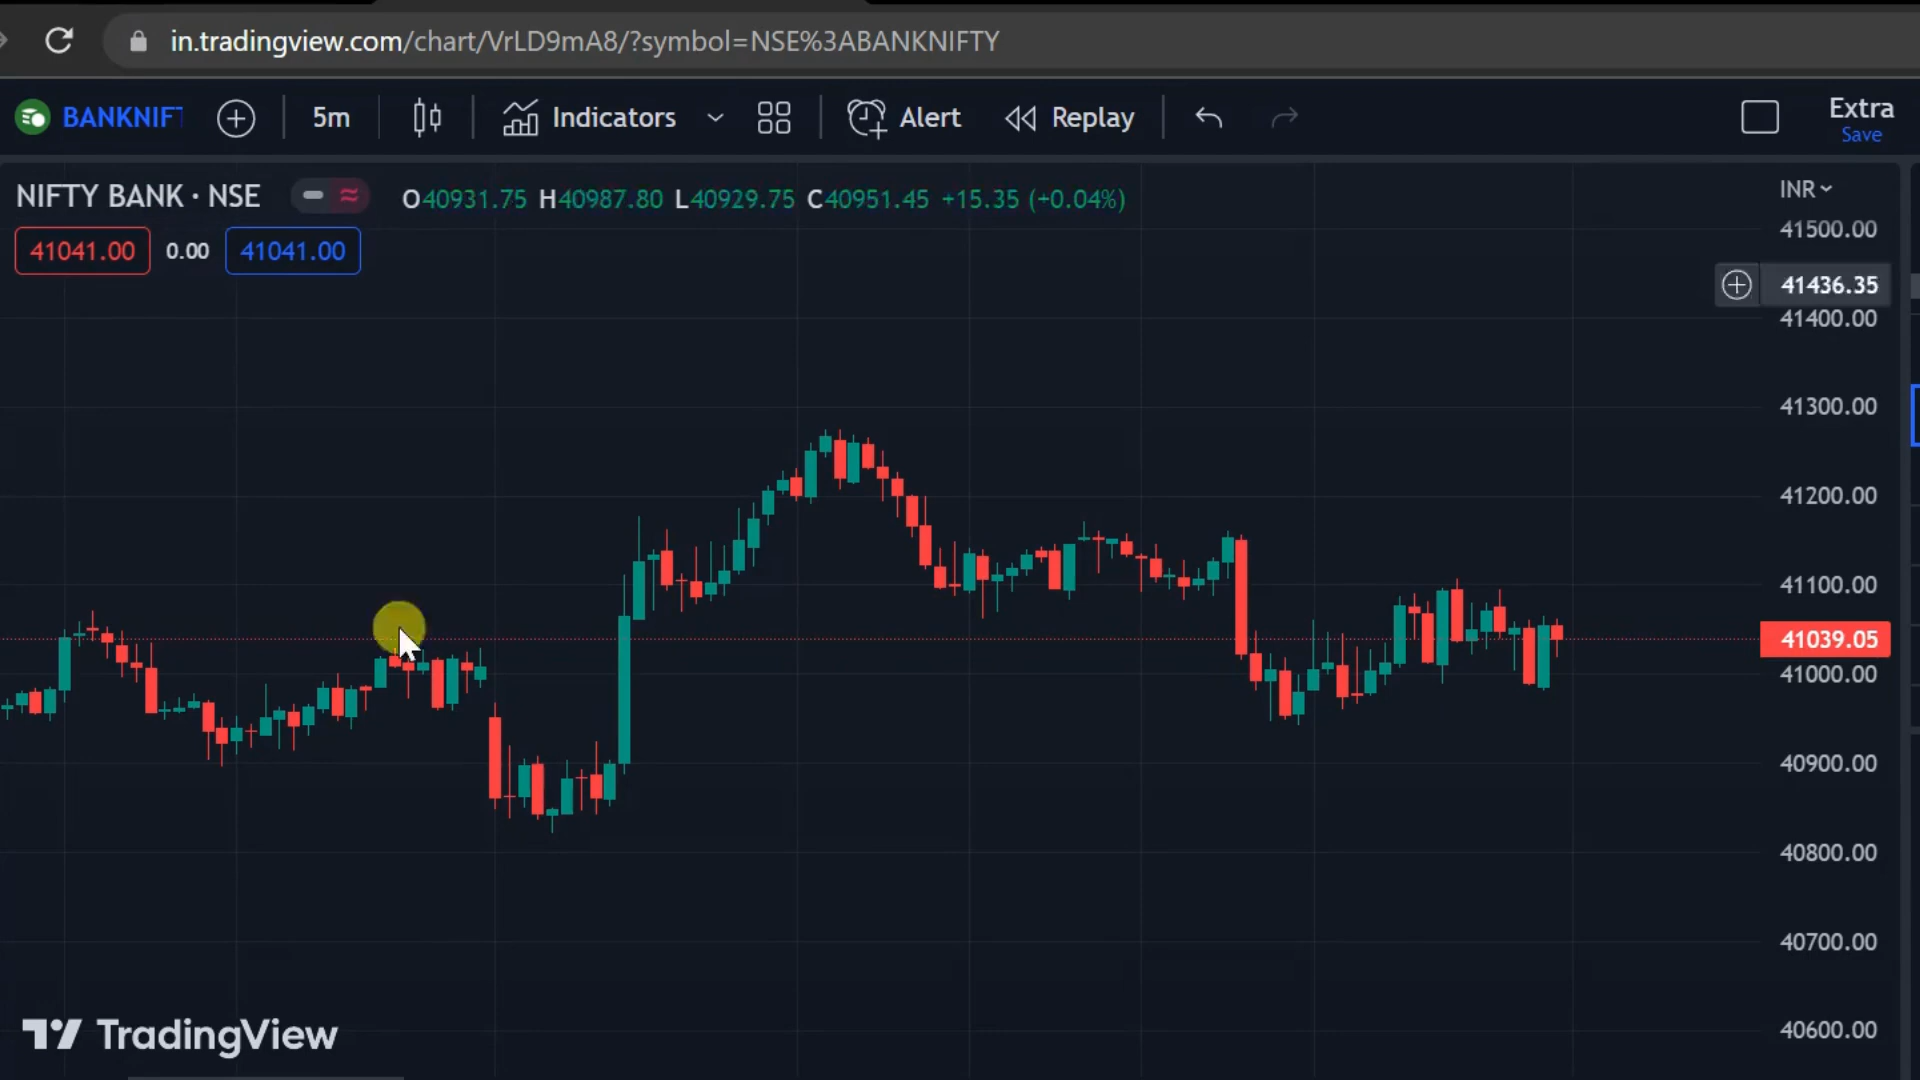 in.tradingview.com/chart/VrLD9mA8/?symbol=NSE%3ABANKNIFTY
BANKNIFT 5m Indicators Alert Replay Extra
Save
NIFTY BANK · NSE O40931.75 H40987.80 L40929.75 C40951.45 +15.35 (+0.04%) INR
41041.00 0.00 41041.00
41500.00
41436.35
41400.00
41300.00
41200.00
41100.00
41039.05
41000.00
40900.00
40800.00
40700.00
40600.00
TradingView